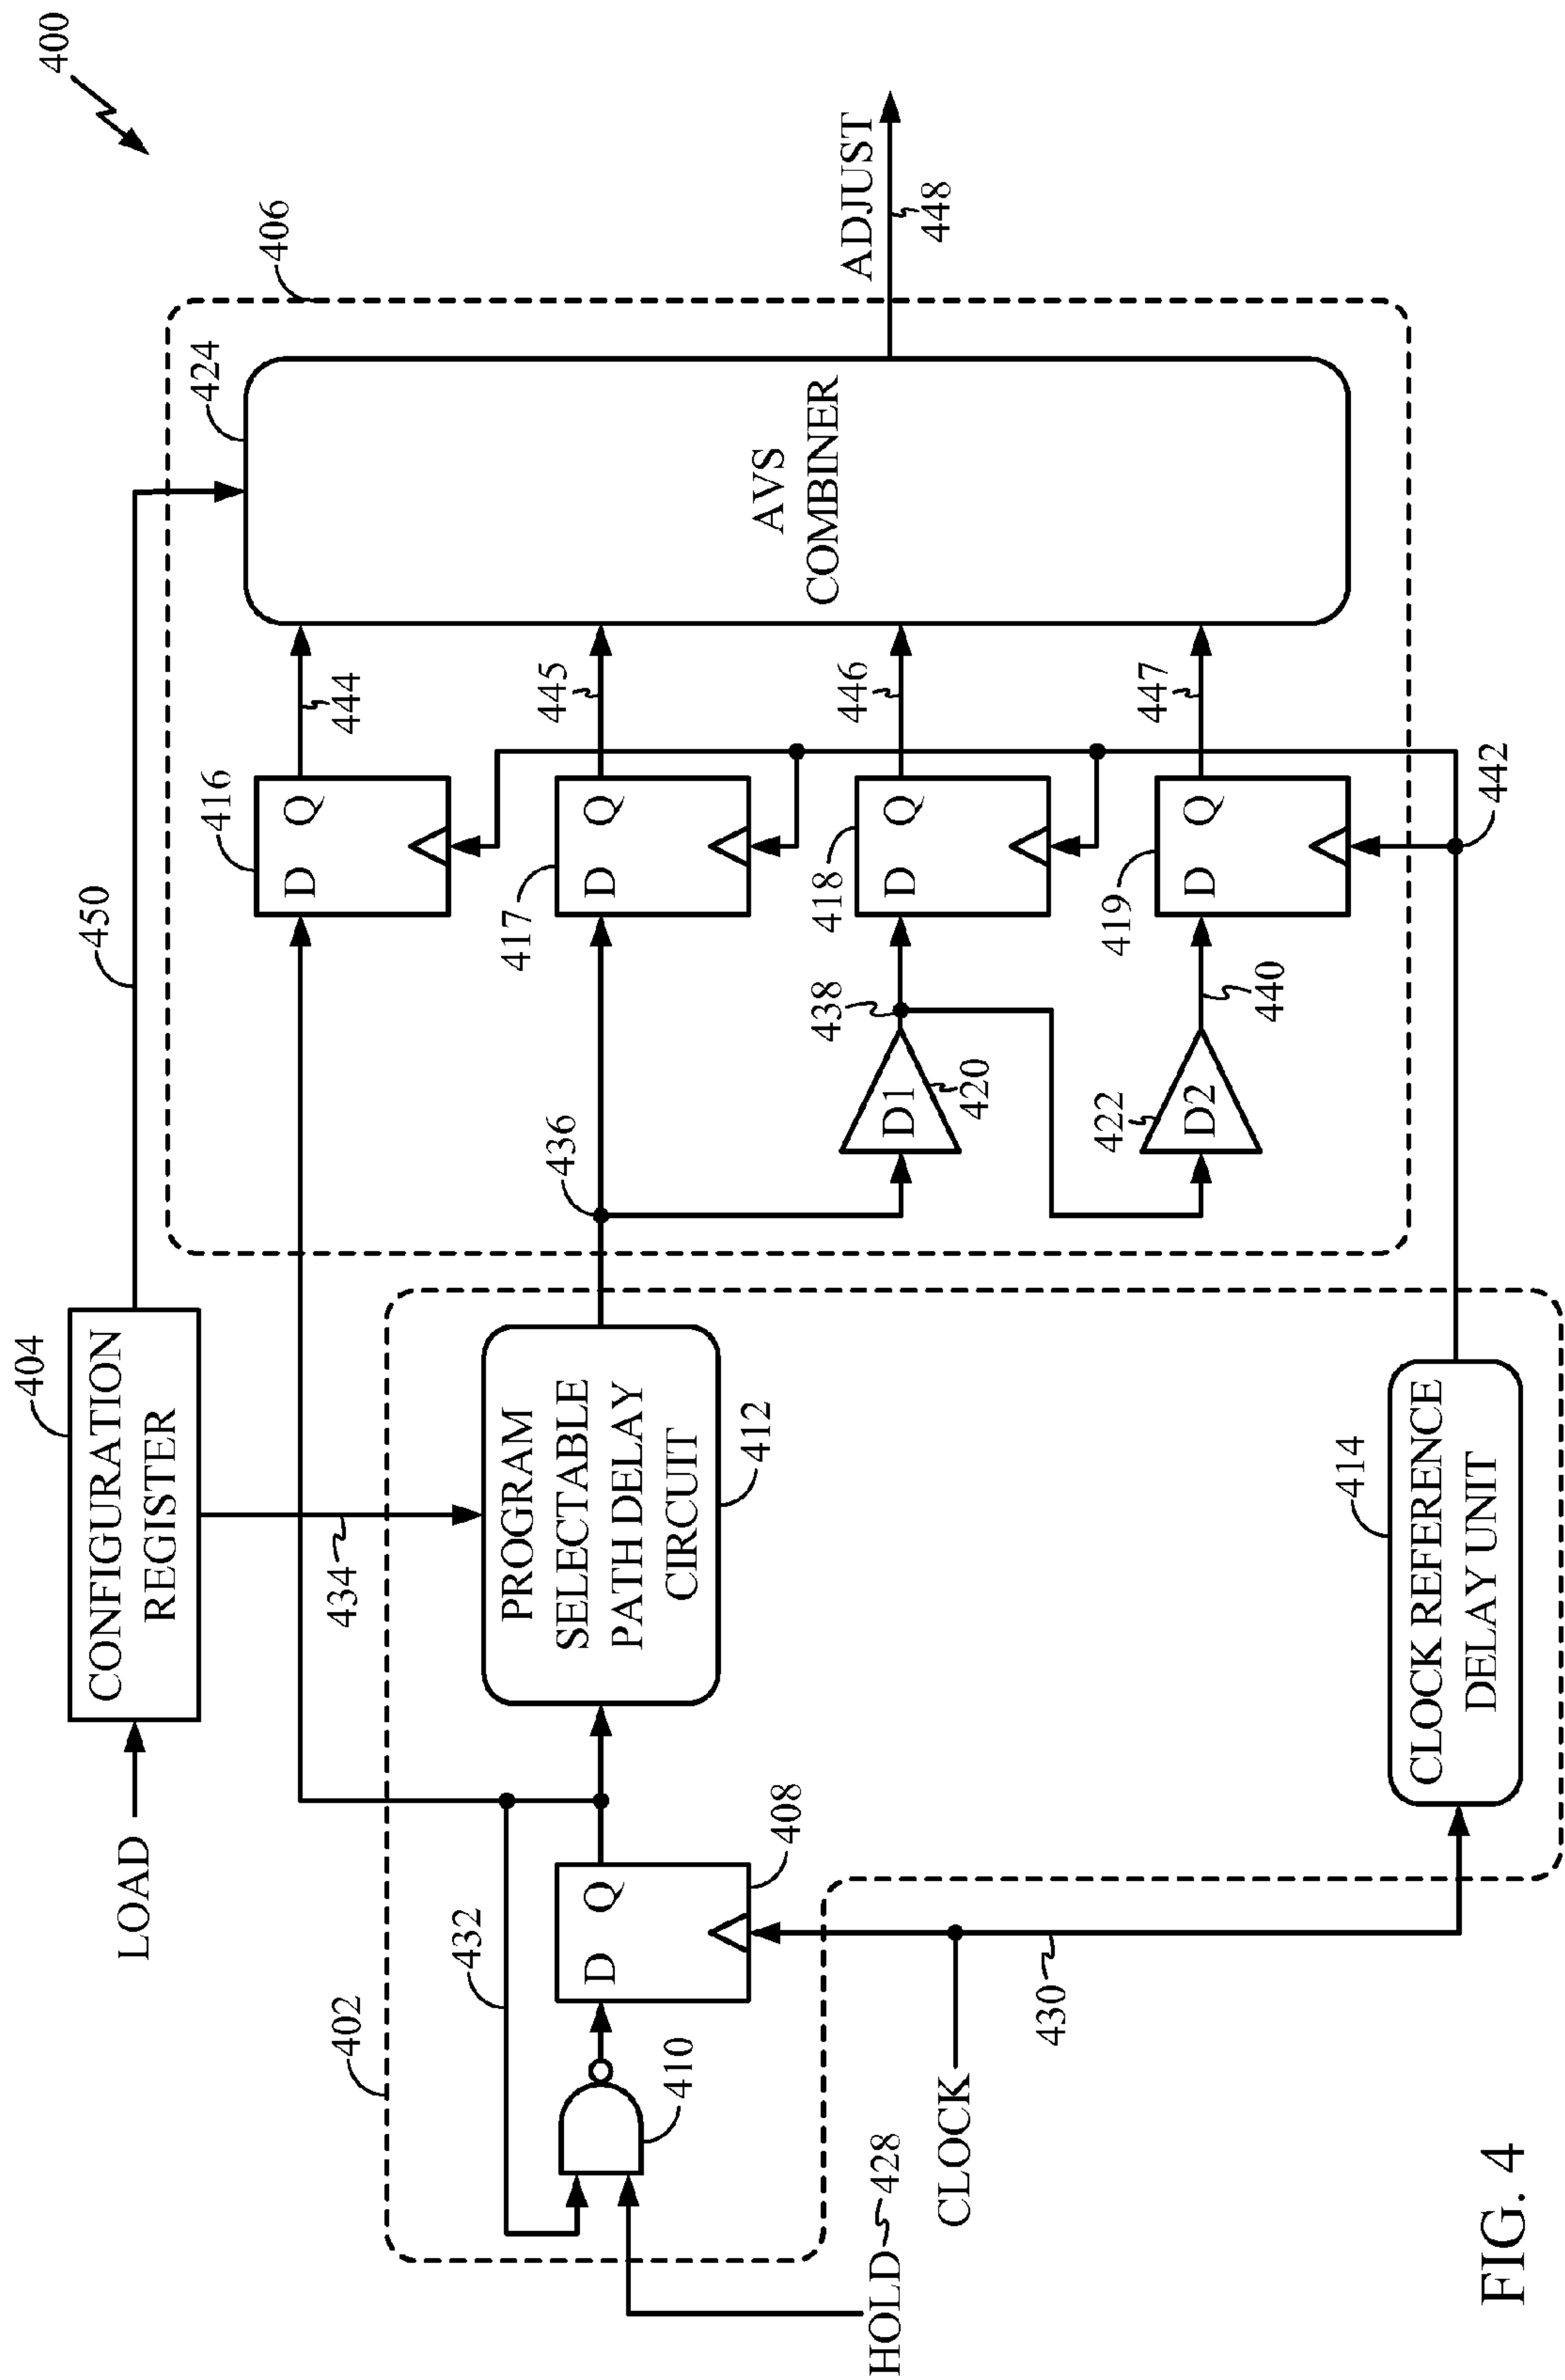 400
404
CONFIGURATION
REGISTER
LOAD
450
406
424
AVS
COMBINER
ADJUST
448
444
445
446
447
416
D Q
417
D Q
418
D Q
419
D Q
442
438
D1
420
440
D2
422
436
434
PROGRAM
SELECTABLE
PATH DELAY
CIRCUIT
412
414
CLOCK REFERENCE
DELAY UNIT
432
D Q
408
402
410
430
CLOCK
HOLD 428
FIG. 4